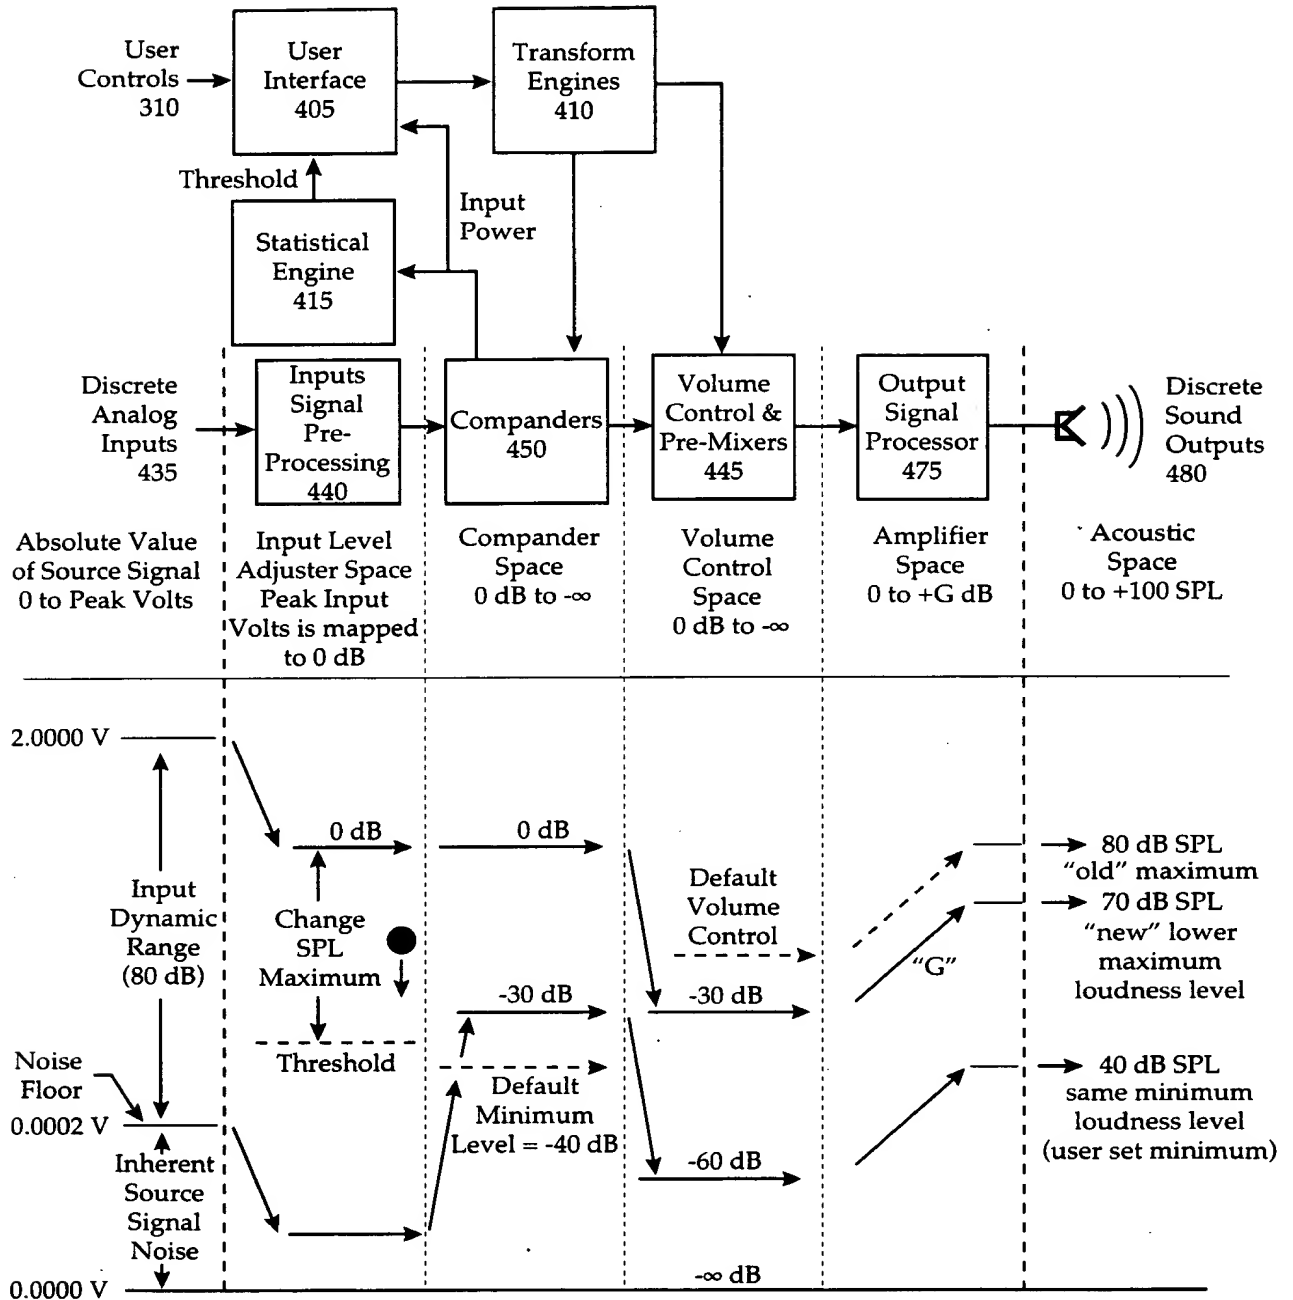 User
Controls
310
User
Interface
405
Transform
Engines
410
Threshold
Input
Power
Statistical
Engine
415
Discrete
Analog
Inputs
435
Inputs
Signal
Pre-
Processing
440
Companders
450
Volume
Control &
Pre-Mixers
445
Output
Signal
Processor
475
Discrete
Sound
Outputs
480
Absolute Value
of Source Signal
0 to Peak Volts
Input Level
Adjuster Space
Peak Input
Volts is mapped
to 0 dB
Compander
Space
0 dB to -∞
Volume
Control
Space
0 dB to -∞
Amplifier
Space
0 to +G dB
Acoustic
Space
0 to +100 SPL
2.0000 V
Input
Dynamic
Range
(80 dB)
Noise
Floor
0.0002 V
Inherent
Source
Signal
Noise
0.0000 V
0 dB
Change
SPL
Maximum
Threshold
0 dB
-30 dB
Default
Minimum
Level = -40 dB
Default
Volume
Control
-30 dB
-60 dB
-∞ dB
"G"
80 dB SPL
"old" maximum
70 dB SPL
"new" lower
maximum
loudness level
40 dB SPL
same minimum
loudness level
(user set minimum)